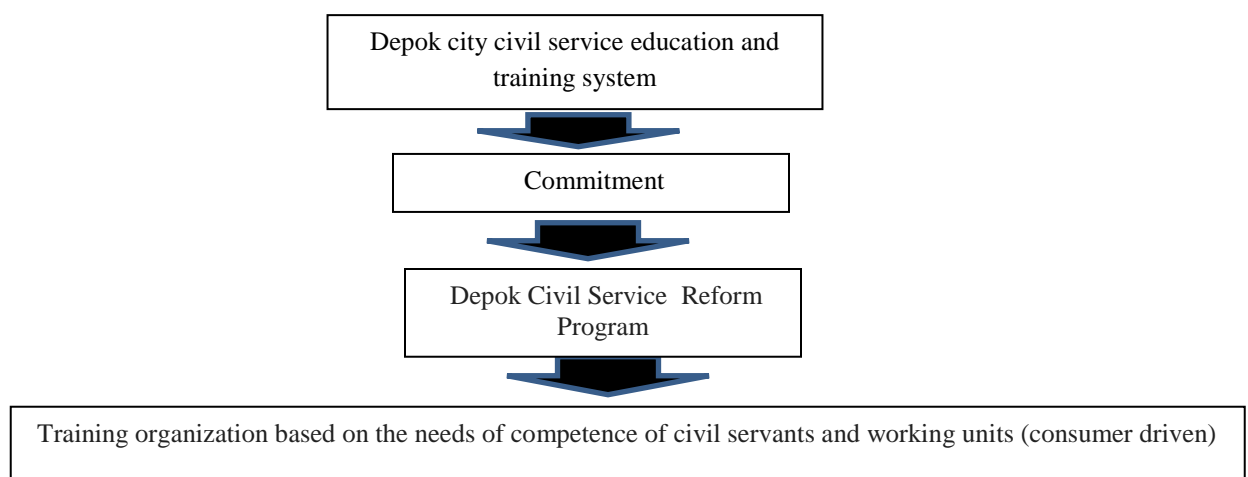 Depok city civil service education and
training system
Commitment
Depok Civil Service Reform
Program
Training organization based on the needs of competence of civil servants and working units (consumer driven)